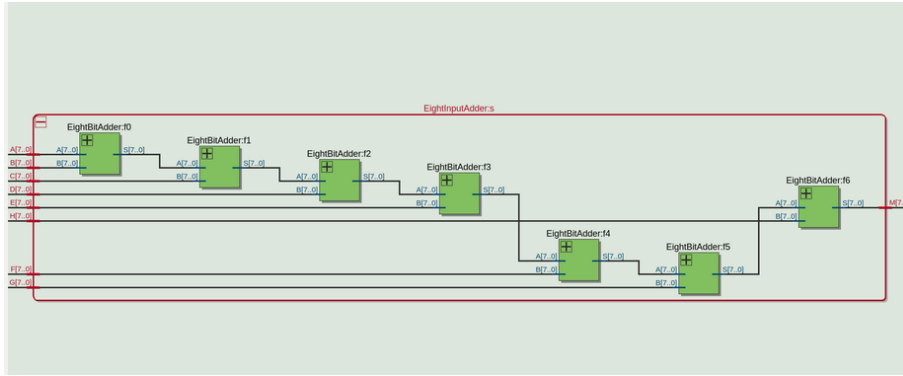 EightInputAdder:s
EightBitAdder:f0
A[7..0] A[7..0] S[7..0]
B[7..0] B[7..0]
EightBitAdder:f1
A[7..0] S[7..0]
C[7..0] B[7..0]
EightBitAdder:f2
A[7..0] S[7..0]
D[7..0] B[7..0]
EightBitAdder:f3
A[7..0] S[7..0]
E[7..0] B[7..0]
EightBitAdder:f6
A[7..0] S[7..0]
H[7..0] B[7..0]
EightBitAdder:f4
A[7..0] S[7..0]
F[7..0] B[7..0]
EightBitAdder:f5
A[7..0] S[7..0]
G[7..0] B[7..0]